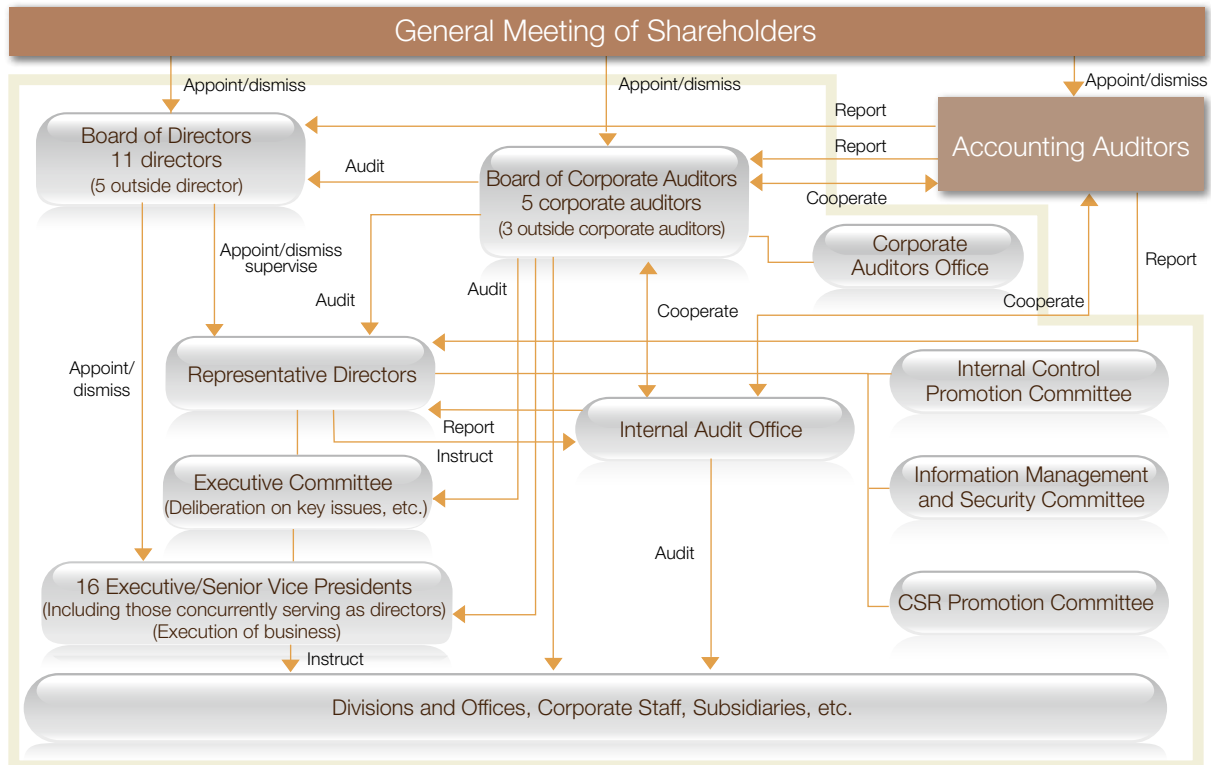 General Meeting of Shareholders
Appoint/dismiss
Appoint/dismiss
Appoint/dismiss
Board of Directors
11 directors
(5 outside director)
Report
Accounting Auditors
Report
Audit
Board of Corporate Auditors
5 corporate auditors
(3 outside corporate auditors)
Cooperate
Appoint/dismiss
supervise
Corporate
Auditors Office
Report
Audit
Audit
Cooperate
Cooperate
Appoint/
dismiss
Representative Directors
Internal Control
Promotion Committee
Report
Instruct
Internal Audit Office
Executive Committee
(Deliberation on key issues, etc.)
Information Management
and Security Committee
Audit
16 Executive/Senior Vice Presidents
(Including those concurrently serving as directors)
(Execution of business)
CSR Promotion Committee
Instruct
Divisions and Offices, Corporate Staff, Subsidiaries, etc.